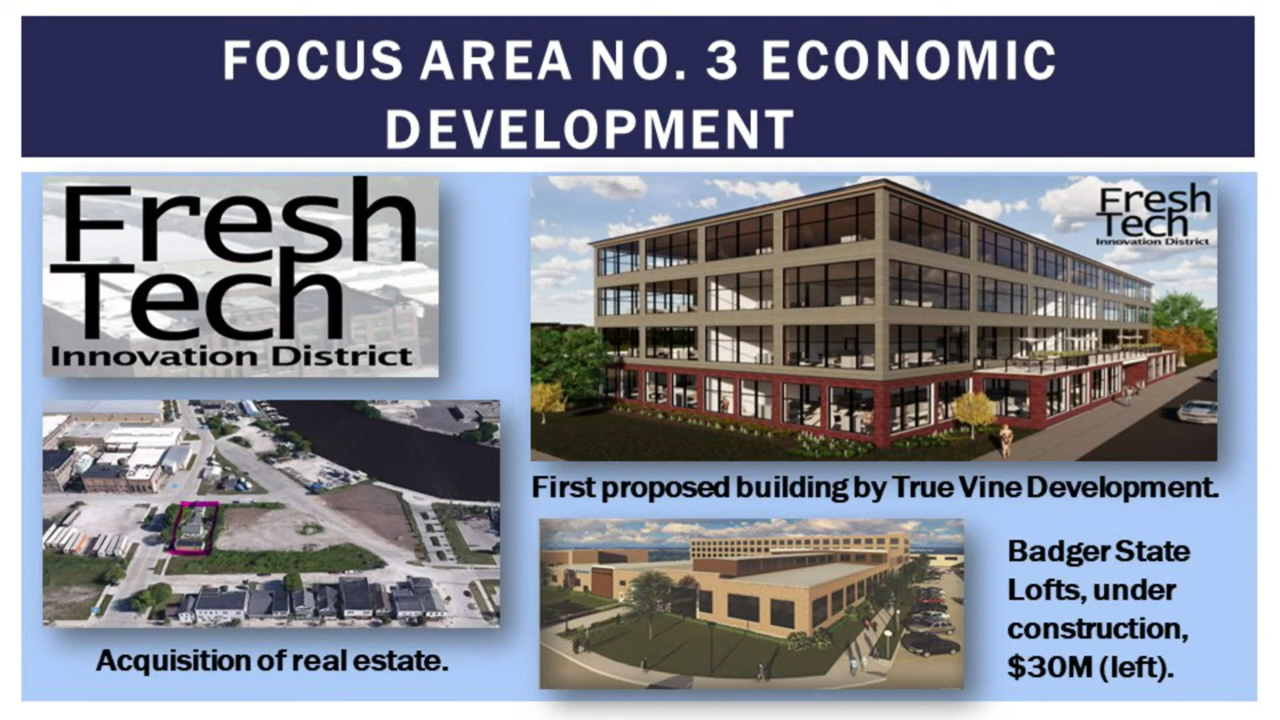 FOCUS AREA NO. 3 ECONOMIC
DEVELOPMENT
Fresh
Tech
Innovation District
Fresh
Tech
Innovation District
First proposed building by True Vine Development.
Acquisition of real estate.
Badger State
Lofts, under
construction,
$30M (left).